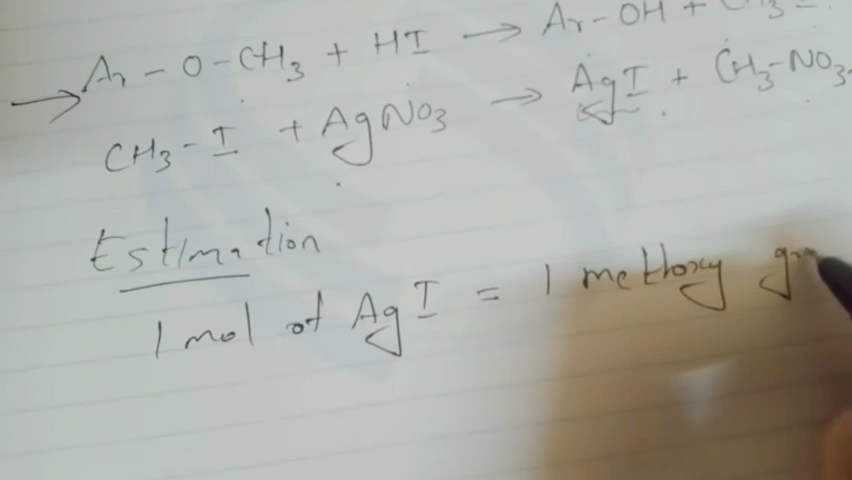 Ar - O - CH3 + HI → Ar - OH +
CH3 - I + AgNO3 → AgI + CH3-NO3
Estimation
1 mol of AgI = 1 methoxy